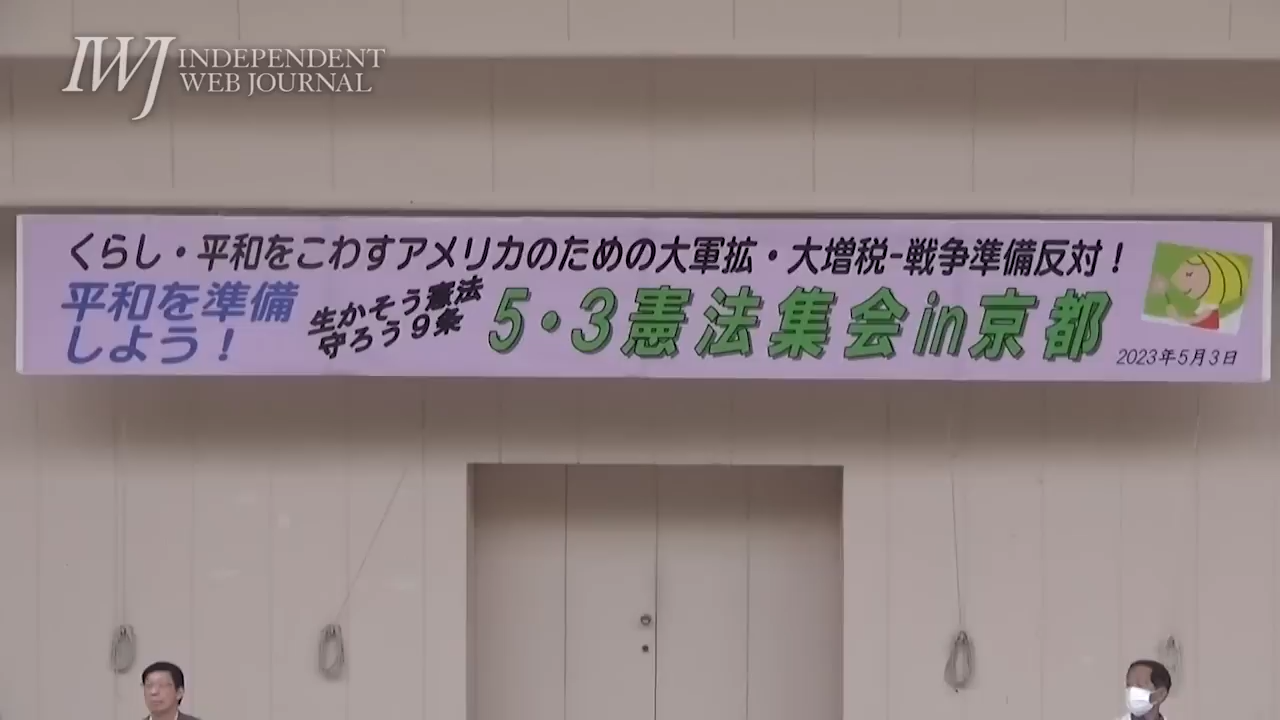 IWJ INDEPENDENT
WEB JOURNAL
くらし・平和をこわすアメリカのための大軍拡・大増税-戦争準備反対！
平和を準備
しよう！
生かそう憲法
守ろう9条
5・3憲法集会in京都
2023年5月3日